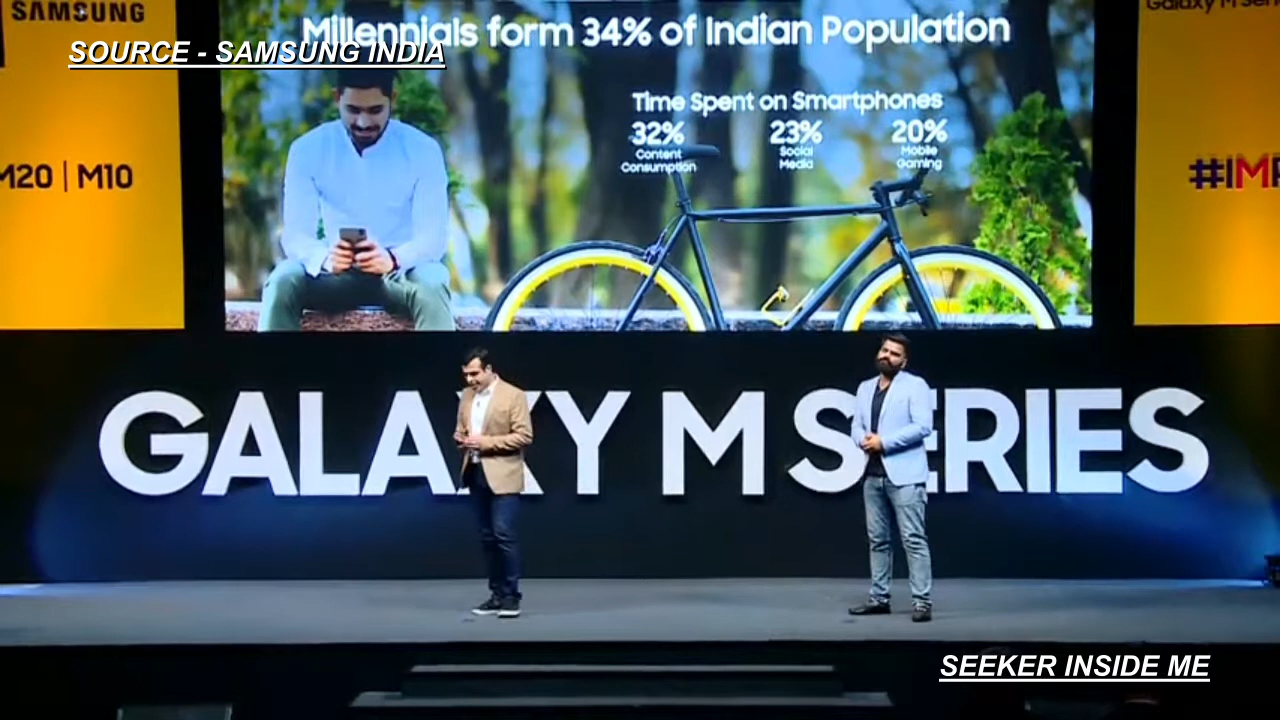 SAMSUNG
Galaxy M
Millennials form 34% of Indian Population
SOURCE - SAMSUNG INDIA
Time Spent on Smartphones
32% 23% 20%
Content Social Mobile
Consumption Media Gaming
M20 | M10
GALAXY M SERIES
SEEKER INSIDE ME